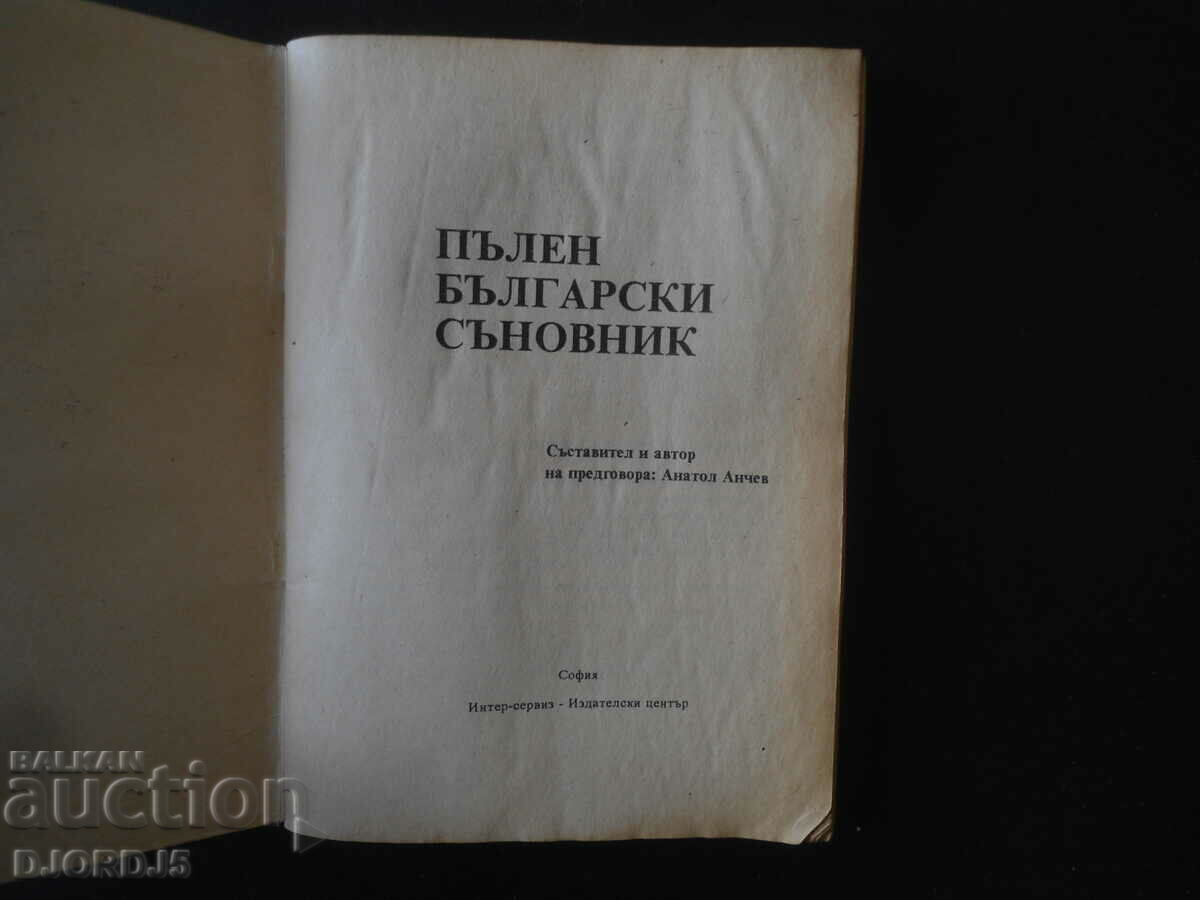 ПЪЛЕН
БЪЛГАРСКИ
СЪНОВНИК
Съставител и автор
на предговора: Анатол Анчев
София
Интер-сервиз - Издателски център
BALKAN
auction
DJORDJ5